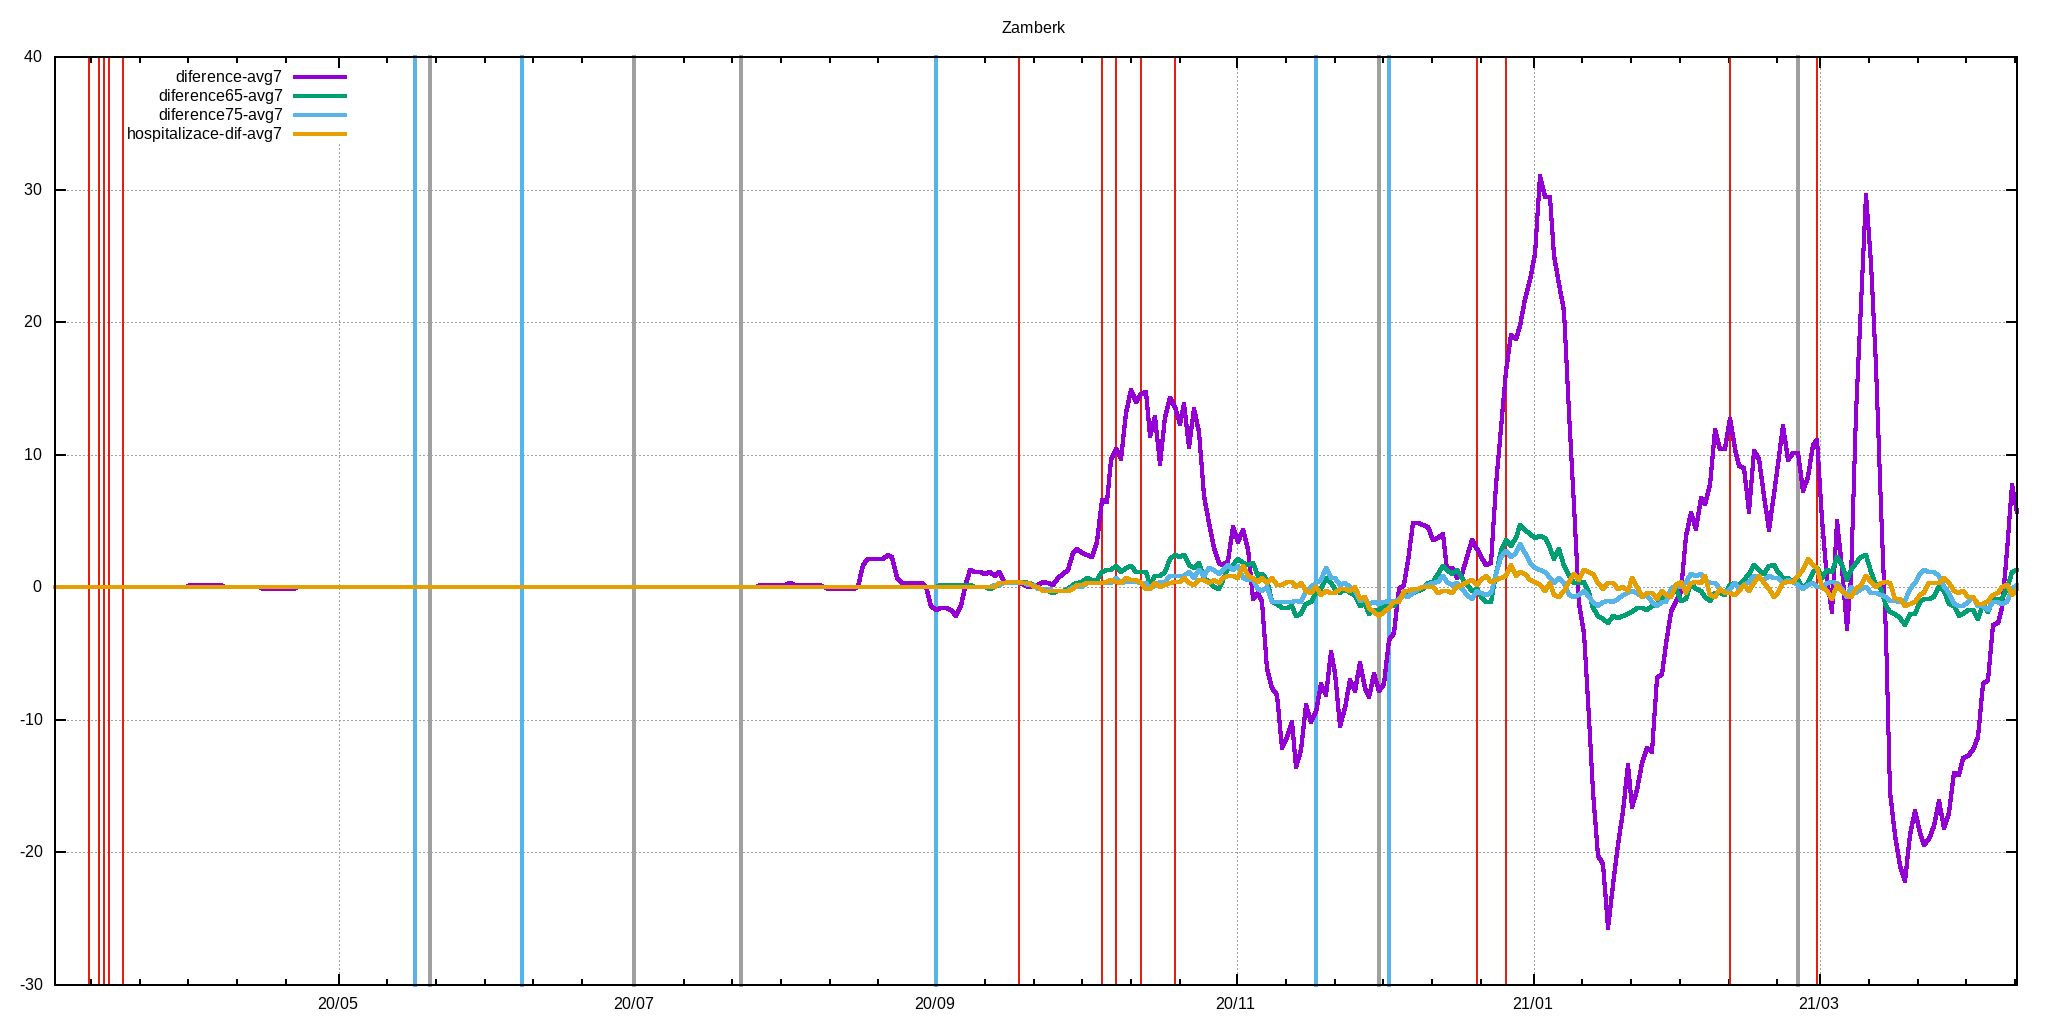 Zamberk
40
diference-avg7
diference65-avg7
diference75-avg7
hospitalizace-dif-avg7
30
20
10
0
-10
-20
-30
20/05 20/07 20/09 20/11 21/01 21/03